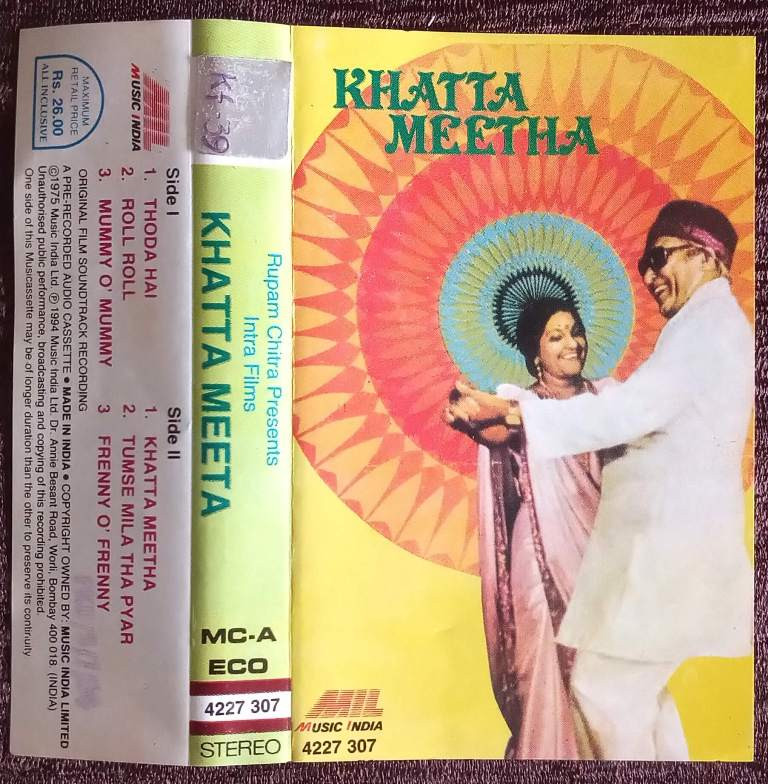 KHATTA
MEETHA
MIL
MUSIC INDIA
4227 307
Kf-39
Rupam Chitra Presents
Intra Films
KHATTA MEETA
MC-A
ECO
4227 307
STEREO
MIL
MUSIC INDIA
MAXIMUM
RETAIL PRICE
Rs. 26.00
ALL INCLUSIVE
Side I
1. THODA HAI
2. ROLL ROLL
3. MUMMY O' MUMMY
Side II
1. KHATTA MEETHA
2. TUMSE MILA THA PYAR
3 FRENNY O' FRENNY
ORIGINAL FILM SOUNDTRACK RECORDING
A PRE-RECORDED AUDIO CASSETTE ● MADE IN INDIA ● COPYRIGHT OWNED BY: MUSIC INDIA LIMITED
©1975 Music India Ltd. ℗ 1994 Music India Ltd. Dr. Annie Besant Road, Worli, Bombay 400 018. (INDIA)
Unauthorised public performance, broadcasting and copying of this recording prohibited.
One side of this Musicassette may be of longer duration than the other to preserve its continuity